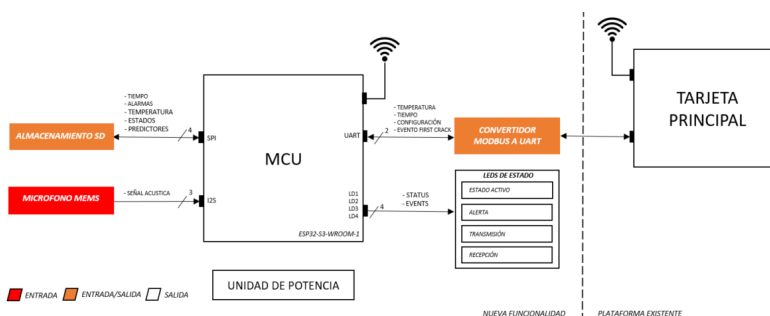 - TIEMPO
- ALARMAS
- TEMPERATURA
- ESTADOS
- PREDICTORES
ALMACENAMIENTO SD
4
SPI
MICROFONO MEMS
- SEÑAL ACUSTICA
3
I2S
MCU
UART
LD1
LD2
LD3
LD4
ESP32-S3-WROOM-1
- TEMPERATURA
- TIEMPO
- CONFIGURACIÓN
- EVENTO FIRST CRACK
2
CONVERTIDOR
MODBUS A UART
- STATUS
- EVENTS
4
LEDS DE ESTADO
ESTADO ACTIVO
ALERTA
TRANSMISIÓN
RECEPCIÓN
TARJETA
PRINCIPAL
UNIDAD DE POTENCIA
ENTRADA
ENTRADA/SALIDA
SALIDA
NUEVA FUNCIONALIDAD
PLATAFORMA EXISTENTE